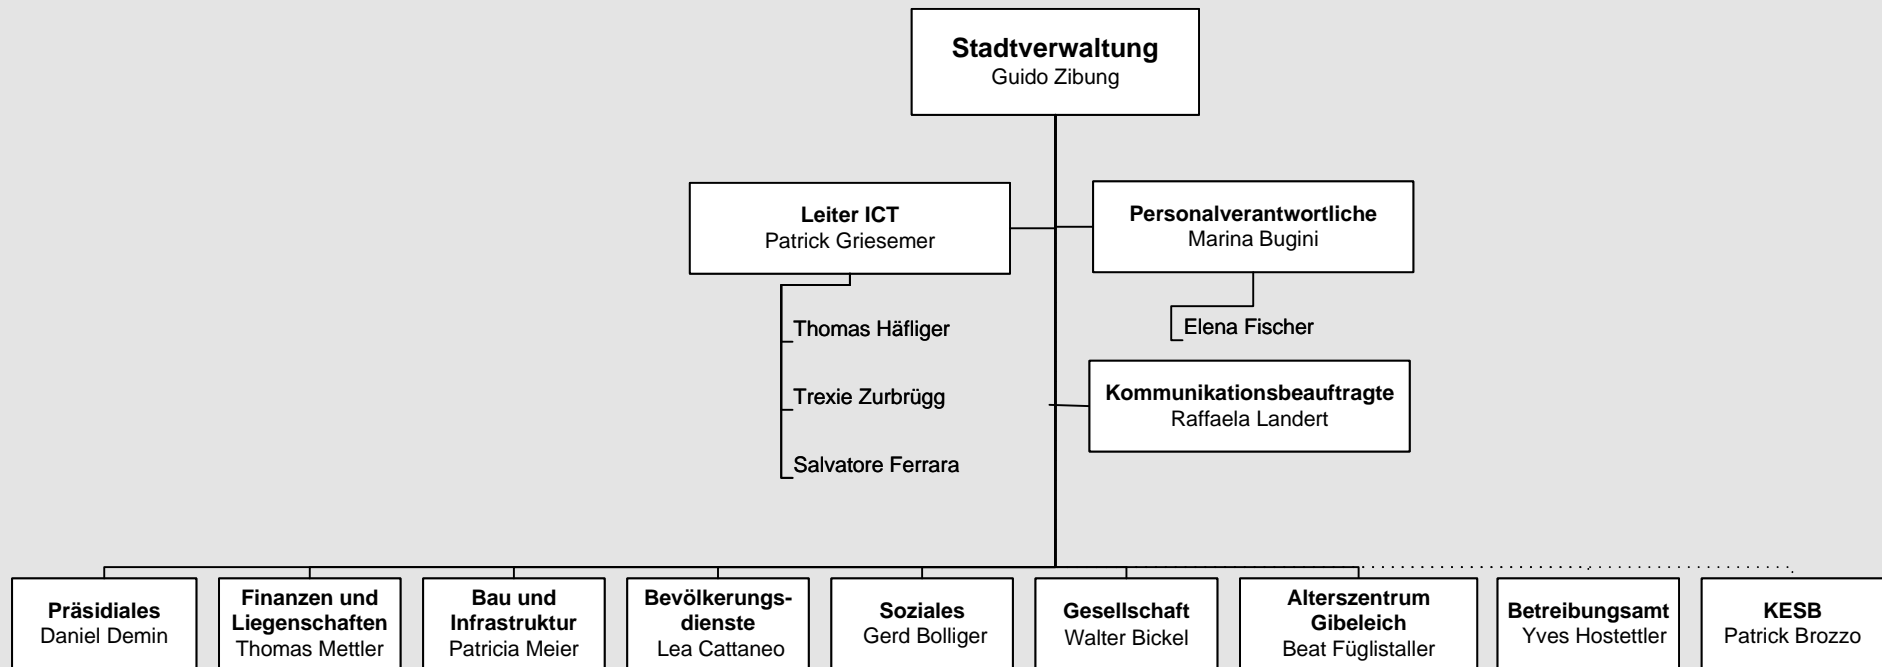 Stadtverwaltung
Guido Zibung
Leiter ICT
Patrick Griesemer
Personalverantwortliche
Marina Bugini
Thomas Häfliger
Trexie Zurbrügg
Salvatore Ferrara
Elena Fischer
Kommunikationsbeauftragte
Raffaela Landert
Präsidiales
Daniel Demin
Finanzen und
Liegenschaften
Thomas Mettler
Bau und
Infrastruktur
Patricia Meier
Bevölkerungs-
dienste
Lea Cattaneo
Soziales
Gerd Bolliger
Gesellschaft
Walter Bickel
Alterszentrum
Gibeleich
Beat Füglistaller
Betreibungsamt
Yves Hostettler
KESB
Patrick Brozzo